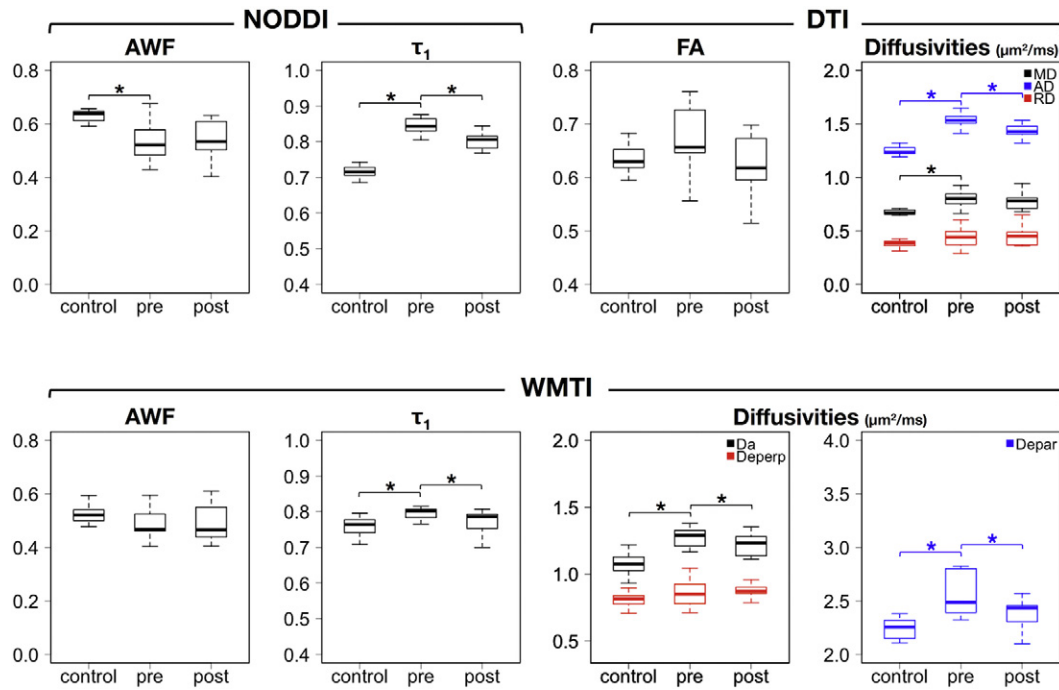 NODDI
DTI
AWF
τ₁
FA
Diffusivities (μm²/ms)
MD
AD
RD
0.8
0.6
0.4
0.2
0.0
control
pre
post
*
1.0
0.9
0.8
0.7
0.6
0.5
0.4
control
pre
post
*
*
0.8
0.7
0.6
0.5
0.4
control
pre
post
2.0
1.5
1.0
0.5
0.0
control
pre
post
*
*
*
WMTI
AWF
τ₁
Diffusivities (μm²/ms)
0.8
0.6
0.4
0.2
0.0
control
pre
post
1.0
0.9
0.8
0.7
0.6
0.5
0.4
control
pre
post
*
*
2.0
1.5
1.0
0.5
Da
Deperp
control
pre
post
*
*
4.0
3.5
3.0
2.5
2.0
Depar
control
pre
post
*
*